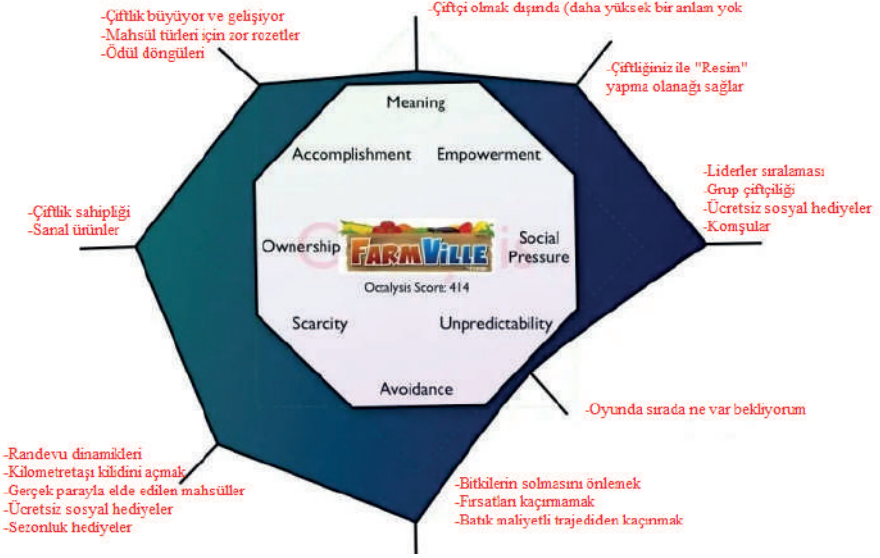 -Çiftçi olmak dışında (daha yüksek bir anlam yok
-Çiftlik büyüyor ve gelişiyor
-Mahsül türleri için zor rozetler
-Ödül döngüleri
-Çiftliğiniz ile "Resim"
yapma olanağı sağlar
Meaning
Accomplishment
Empowerment
-Liderler sıralaması
-Grup çiftçiliği
-Ücretsiz sosyal hediyeler
-Komşular
-Çiftlik sahipliği
-Sanal ürünler
Ownership
FARMVILLE
Social
Pressure
Octalysis Score: 414
Scarcity
Unpredictability
Avoidance
-Oyunda sırada ne var bekliyorum
-Randevu dinamikleri
-Kilometretaşı kilidini açmak
-Gerçek parayla elde edilen mahsüller
-Ücretsiz sosyal hediyeler
-Sezonluk hediyeler
-Bitkilerin solmasını önlemek
-Fırsatları kaçırmamak
-Batık maliyetli trajediden kaçınmak